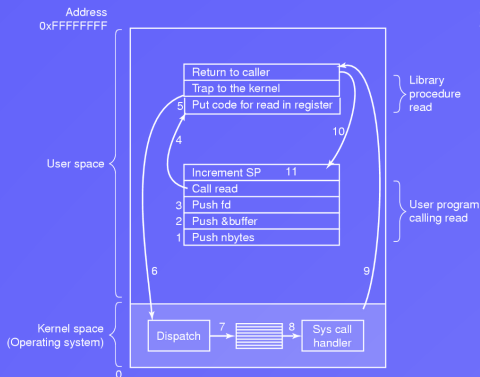 Address
0xFFFFFFFF
Return to caller
Trap to the kernel
5 Put code for read in register
Library
procedure
read
4
10
User space
Increment SP 11
Call read
3 Push fd
2 Push &buffer
1 Push nbytes
User program
calling read
6
9
Kernel space
(Operating system)
Dispatch
7
8
Sys call
handler
0